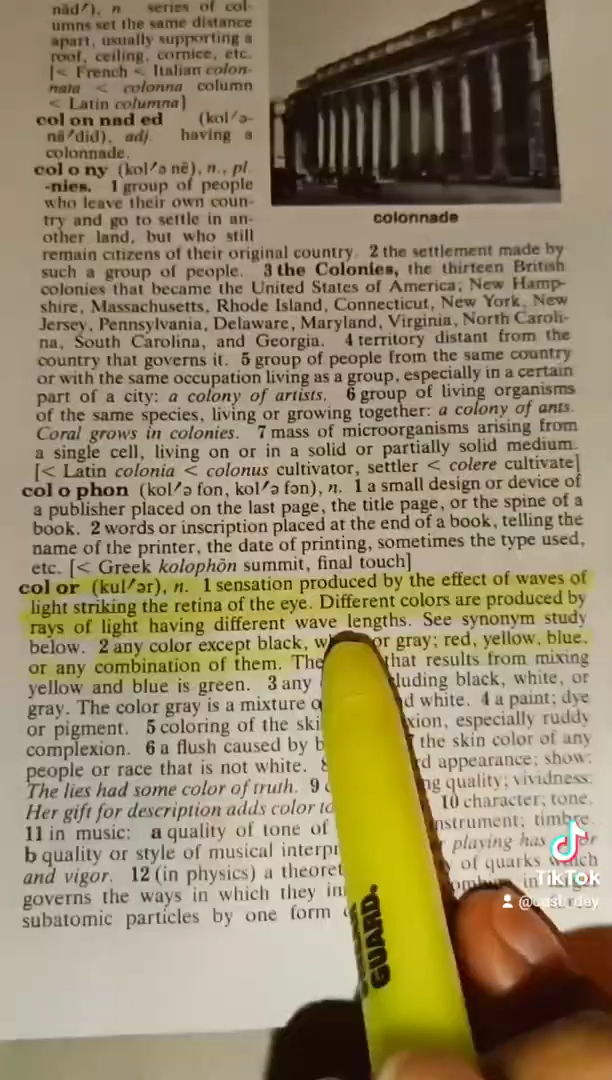 nād′), n series of col-
umns set the same distance
apart, usually supporting a
roof, ceiling, cornice, etc.
[< French < Italian colon-
nata < colonna column
< Latin columna]
col on nad ed (kol′ə-
nā′did), adj. having a
colonnade.
colonnade
col o ny (kol′ə nē), n., pl.
-nies. 1 group of people
who leave their own coun-
try and go to settle in an-
other land, but who still
remain citizens of their original country. 2 the settlement made by
such a group of people. 3 the Colonies, the thirteen British
colonies that became the United States of America; New Hamp-
shire, Massachusetts, Rhode Island, Connecticut, New York, New
Jersey, Pennsylvania, Delaware, Maryland, Virginia, North Caroli-
na, South Carolina, and Georgia. 4 territory distant from the
country that governs it. 5 group of people from the same country
or with the same occupation living as a group, especially in a certain
part of a city: a colony of artists. 6 group of living organisms
of the same species, living or growing together: a colony of ants.
Coral grows in colonies. 7 mass of microorganisms arising from
a single cell, living on or in a solid or partially solid medium.
[< Latin colonia < colonus cultivator, settler < colere cultivate]
col o phon (kol′ə fon, kol′ə fən), n. 1 a small design or device of
a publisher placed on the last page, the title page, or the spine of a
book. 2 words or inscription placed at the end of a book, telling the
name of the printer, the date of printing, sometimes the type used,
etc. [< Greek kolophōn summit, final touch]
col or (kul′ər), n. 1 sensation produced by the effect of waves of
light striking the retina of the eye. Different colors are produced by
rays of light having different wave lengths. See synonym study
below. 2 any color except black, or gray; red, yellow, blue,
or any combination of them. The that results from mixing
yellow and blue is green. 3 any black, white, or
gray. The color gray is a mixture white. 4 a paint; dye
or pigment. 5 coloring of the especially ruddy
complexion. 6 a flush caused by the skin color of any
people or race that is not white. appearance; show:
The lies had some color of truth. 9 quality; vividness:
Her gift for description adds color 10 character; tone.
11 in music: a quality of tone of instrument; timbre.
b quality or style of musical playing has
and vigor. 12 (in physics) a of quarks which
governs the ways in which they
subatomic particles by one form
GUARD.
TikTok